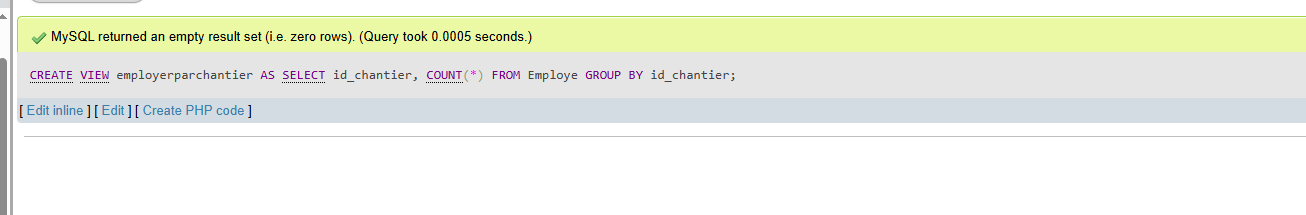 MySQL returned an empty result set (i.e. zero rows). (Query took 0.0005 seconds.)
CREATE VIEW employerparchantier AS SELECT id_chantier, COUNT(*) FROM Employe GROUP BY id_chantier;
[ Edit inline ] [ Edit ] [ Create PHP code ]